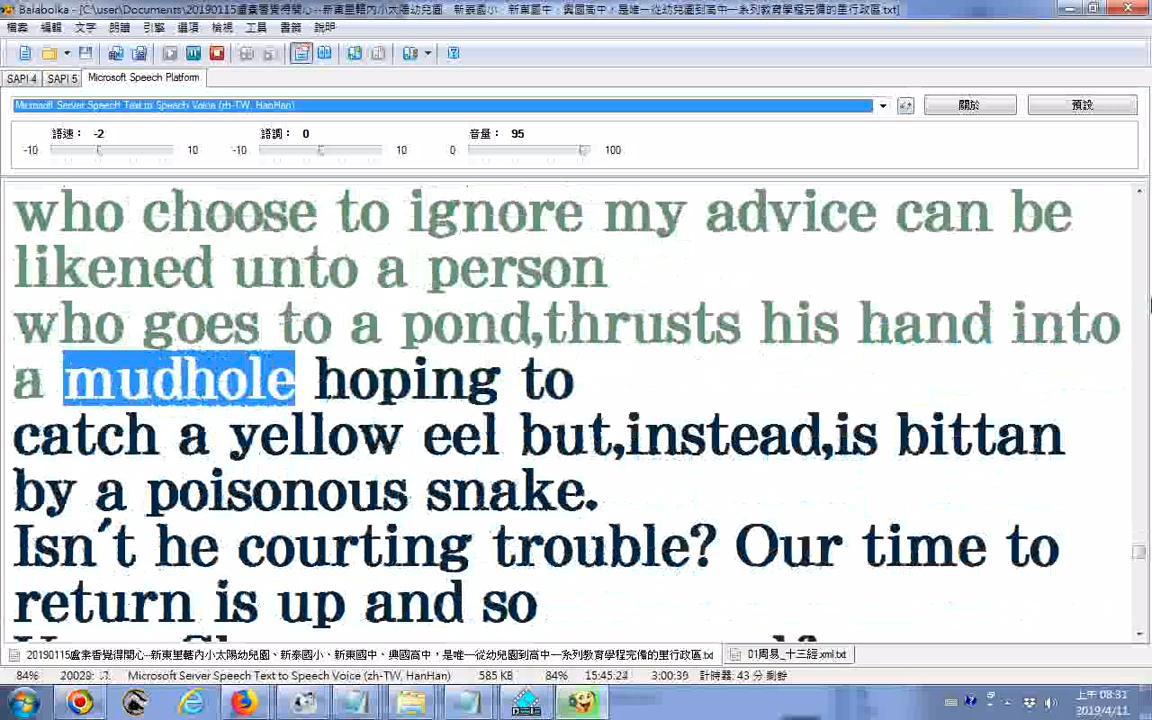 Balabolka - [C:\user\Documents\20190115盧彙香覺得開心--新東里轄內小太陽幼兒園、新泰國小、新東國中、興國高中，是唯一從幼兒園到高中一系列教育學程完備的里行政區.txt]
檔案 編輯 文字 朗讀 引擎 選項 檢視 工具 書籤 說明
SAPI 4 SAPI 5 Microsoft Speech Platform
Microsoft Server Speech Text to Speech Voice (zh-TW, HanHan) 關於 預設
語速： -2 語調： 0 音量： 95
-10 10 -10 10 0 100
who choose to ignore my advice can be
likened unto a person
who goes to a pond,thrusts his hand into
a mudhole hoping to
catch a yellow eel but,instead,is bittan
by a poisonous snake.
Isn't he courting trouble? Our time to
return is up and so
20190115盧彙香覺得開心--新東里轄內小太陽幼兒園、新泰國小、新東國中、興國高中，是唯一從幼兒園到高中一系列教育學程完備的里行政區.txt 01周易_十三經.xml.txt
84% Microsoft Server Speech Text to Speech Voice (zh-TW, HanHan) 585 KB 84% 15:45:24 3:00:39 計時器: 43 分 剩餘
上午 08:31
2019/4/11